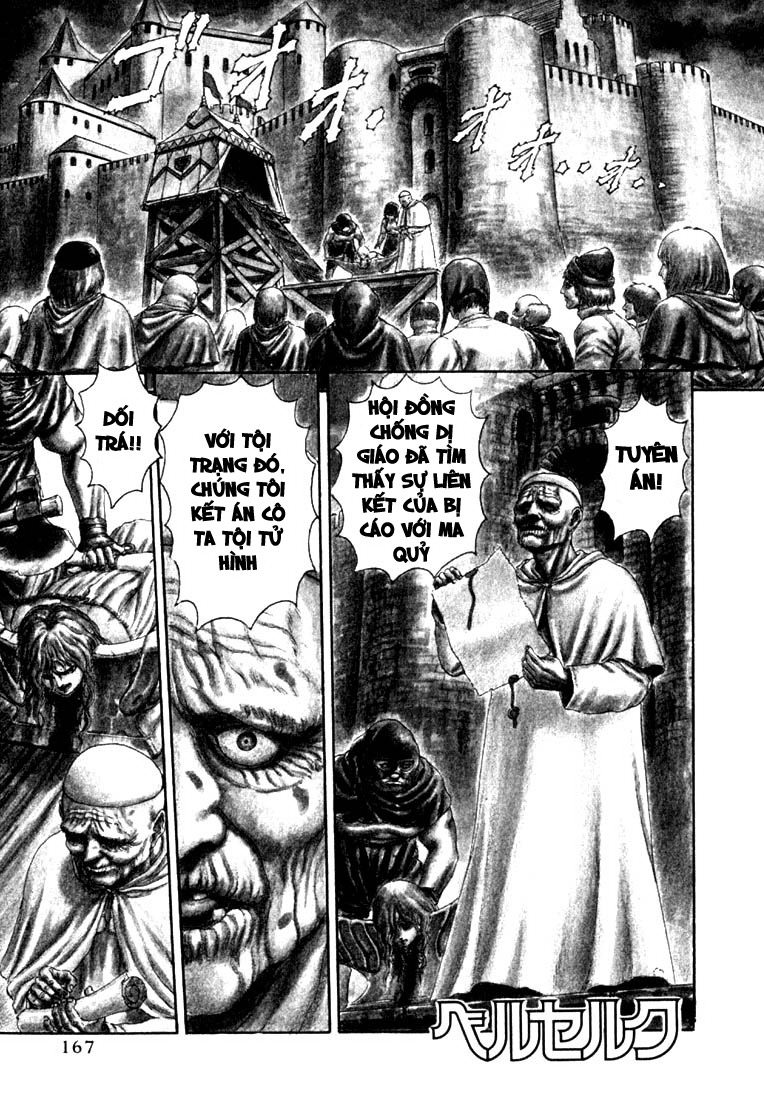 ゴオオオ.オオ...オ.
TUYÊN
ÁN!
HỘI ĐỒNG
CHỐNG DỊ
GIÁO ĐÃ TÌM
THẤY SỰ LIÊN
KẾT CỦA BỊ
CÁO VỚI MA
QUỶ
VỚI TỘI
TRẠNG ĐÓ,
CHÚNG TÔI
KẾT ÁN CÔ
TA TỘI TỬ
HÌNH
DỐI
TRÁ!!
ベルセルク
167